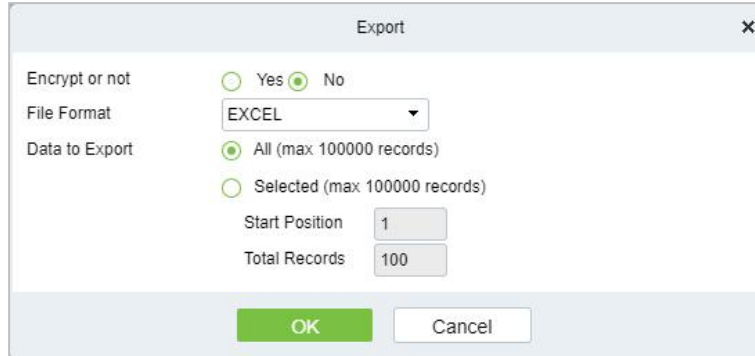 Export
Encrypt or not Yes No
File Format EXCEL
Data to Export All (max 100000 records)
Selected (max 100000 records)
Start Position 1
Total Records 100
OK Cancel